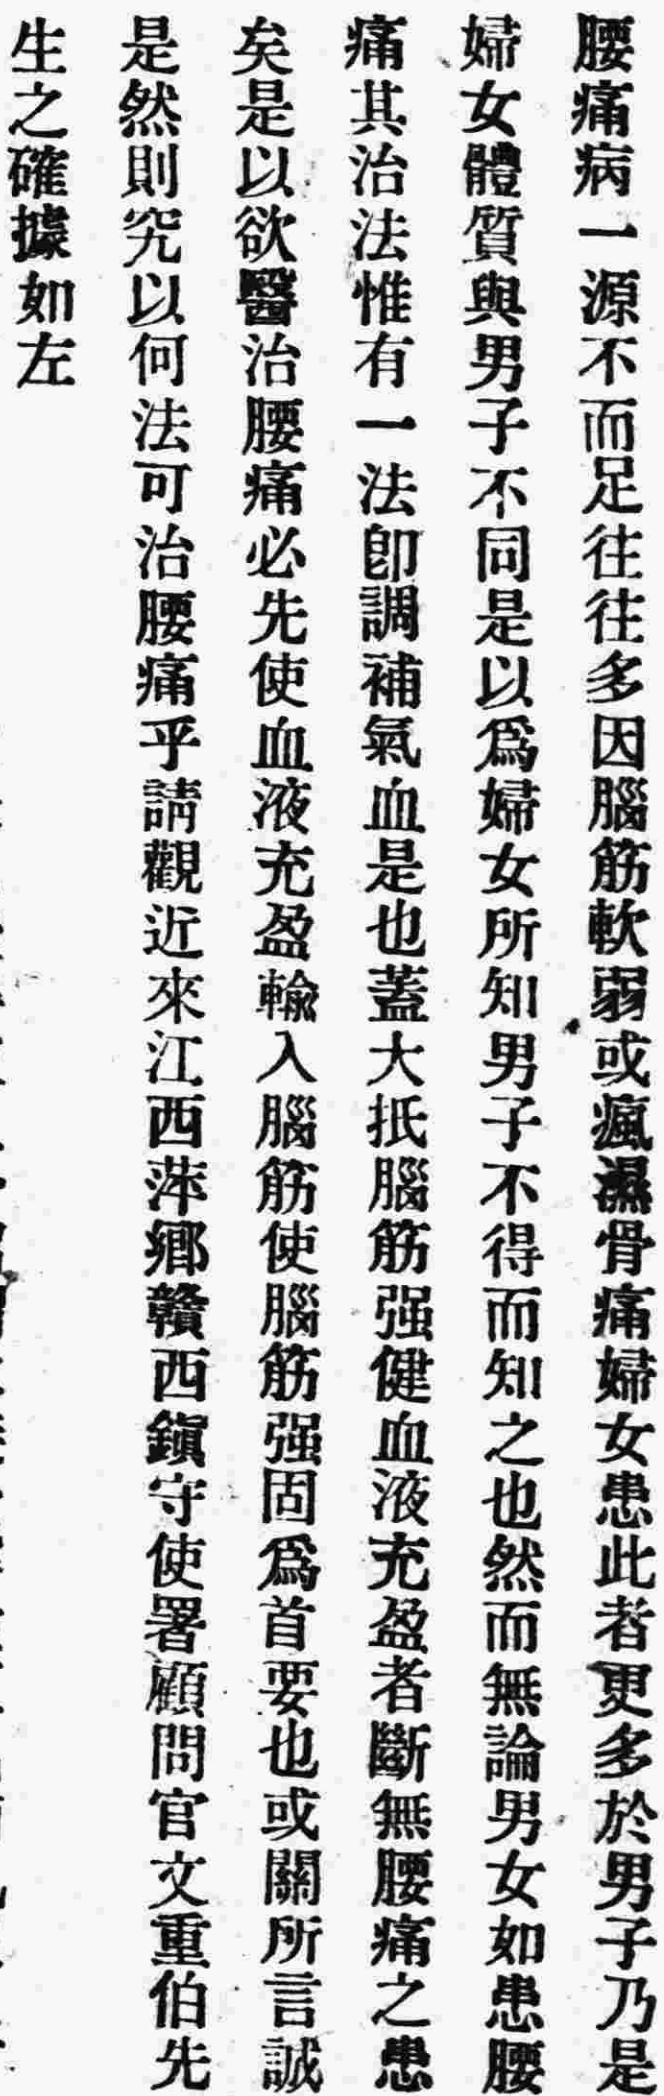 腰痛病一源不而足往往多因腦筋軟弱或瘋濕骨痛婦女患此者更多於男子乃是
婦女體質與男子不同是以爲婦女所知男子不得而知之也然而無論男女如患腰
痛其治法惟有一法卽調補氣血是也蓋大抵腦筋强健血液充盈者斷無腰痛之患
矣是以欲醫治腰痛必先使血液充盈輸入腦筋使腦筋强固爲首要也或關所言誠
是然則究以何法可治腰痛乎請觀近來江西萍鄉贛西鎭守使署顧問官文重伯先
生之確據如左